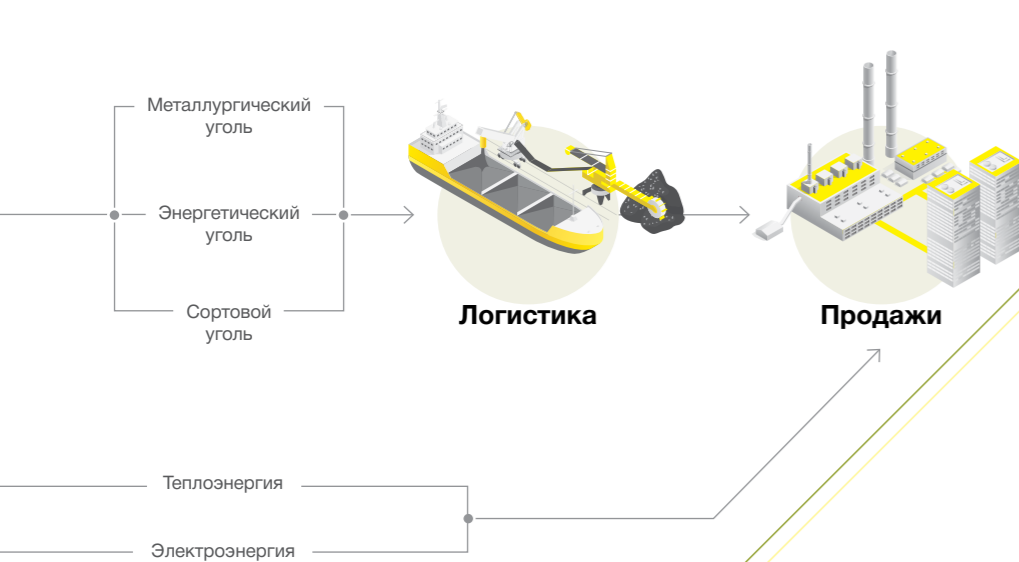 Металлургический
уголь
Энергетический
уголь
Сортовой
уголь
Логистика
Продажи
Теплоэнергия
Электроэнергия